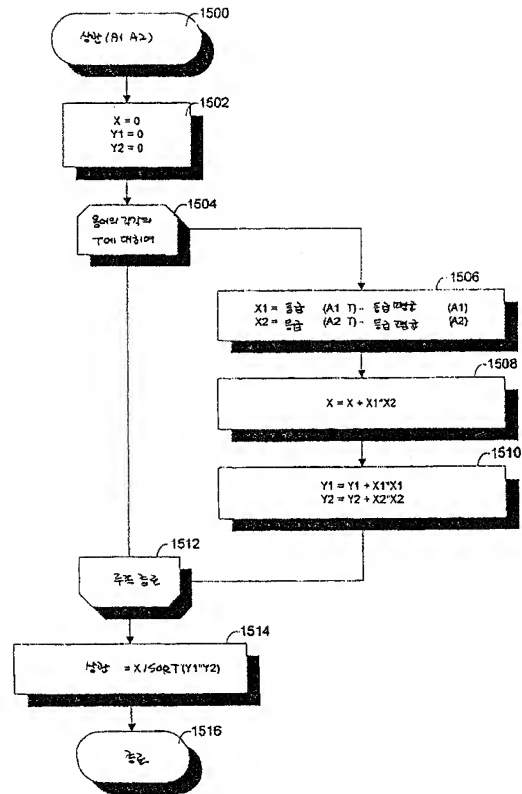 1500
상관 (A1 A2)
1502
X = 0
Y1 = 0
Y2 = 0
1504
용어의 각각의
T에 대하여
1506
X1 = 등급 (A1 T) - 등급평균 (A1)
X2 = 등급 (A2 T) - 등급평균 (A2)
1508
X = X + X1*X2
1510
Y1 = Y1 + X1*X1
Y2 = Y2 + X2*X2
1512
루프 종료
1514
상관 = X/SQRT(Y1*Y2)
1516
종료